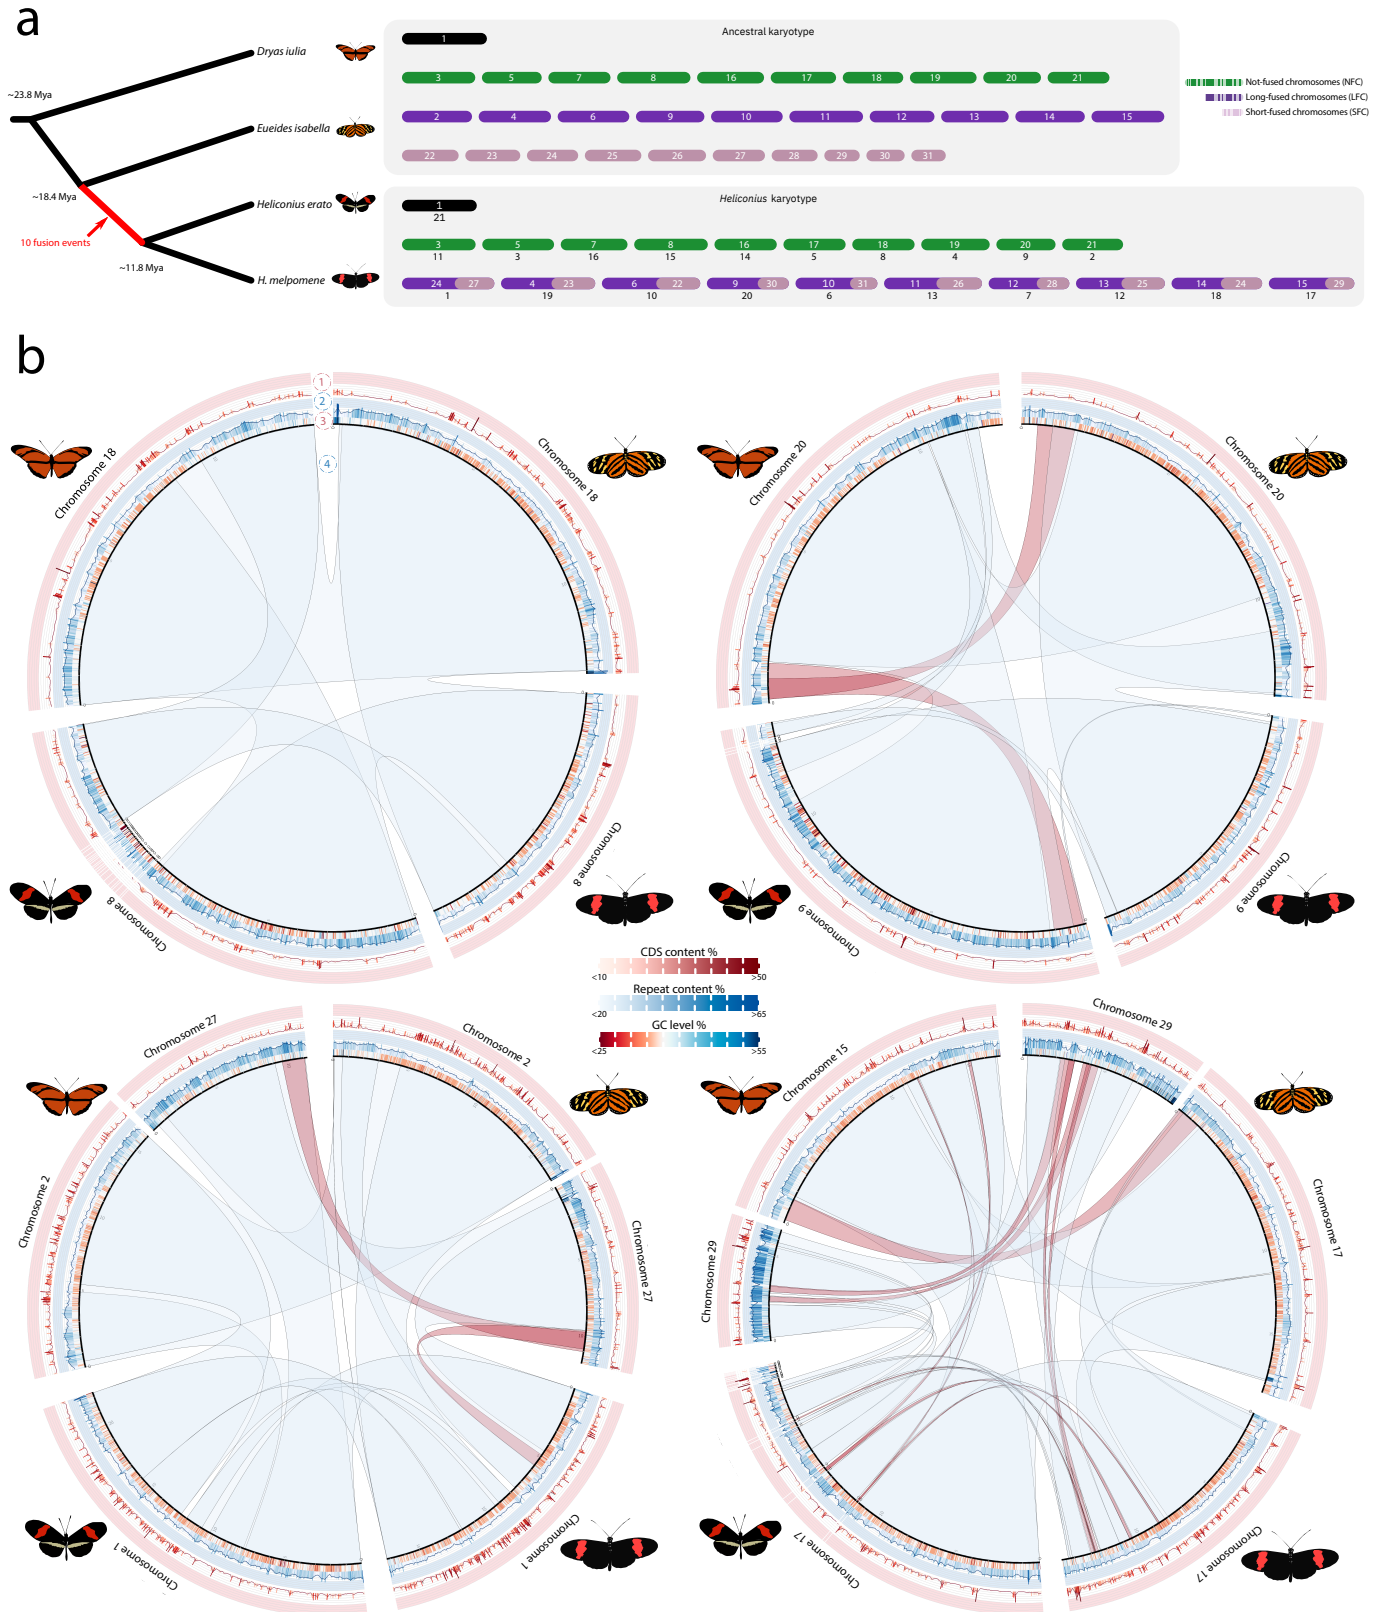 a
Dryas iulia
~23.8 Mya
Eueides isabella
~18.4 Mya
Heliconius erato
10 fusion events
~11.8 Mya
H. melpomene
Ancestral karyotype
1
3 5 7 8 16 17 18 19 20 21
2 4 6 9 10 11 12 13 14 15
22 23 24 25 26 27 28 29 30 31
Not-fused chromosomes (NFC)
Long-fused chromosomes (LFC)
Short-fused chromosomes (SFC)
Heliconius karyotype
1
21
3 5 7 8 16 17 18 19 20 21
11 3 16 15 14 5 8 4 9 2
24 27 4 23 6 22 9 30 10 31 11 26 12 28 13 25 14 24 15 29
1 19 10 20 6 13 7 12 18 17
b
1
2
3
4
Chromosome 18
Chromosome 18
Chromosome 8
Chromosome 8
Chromosome 20
Chromosome 20
Chromosome 9
Chromosome 9
CDS content %
<10 >50
Repeat content %
<20 >65
GC level %
<25 >55
Chromosome 27
Chromosome 2
Chromosome 2
Chromosome 27
Chromosome 1
Chromosome 1
Chromosome 29
Chromosome 15
Chromosome 17
Chromosome 29
Chromosome 17
Chromosome 17